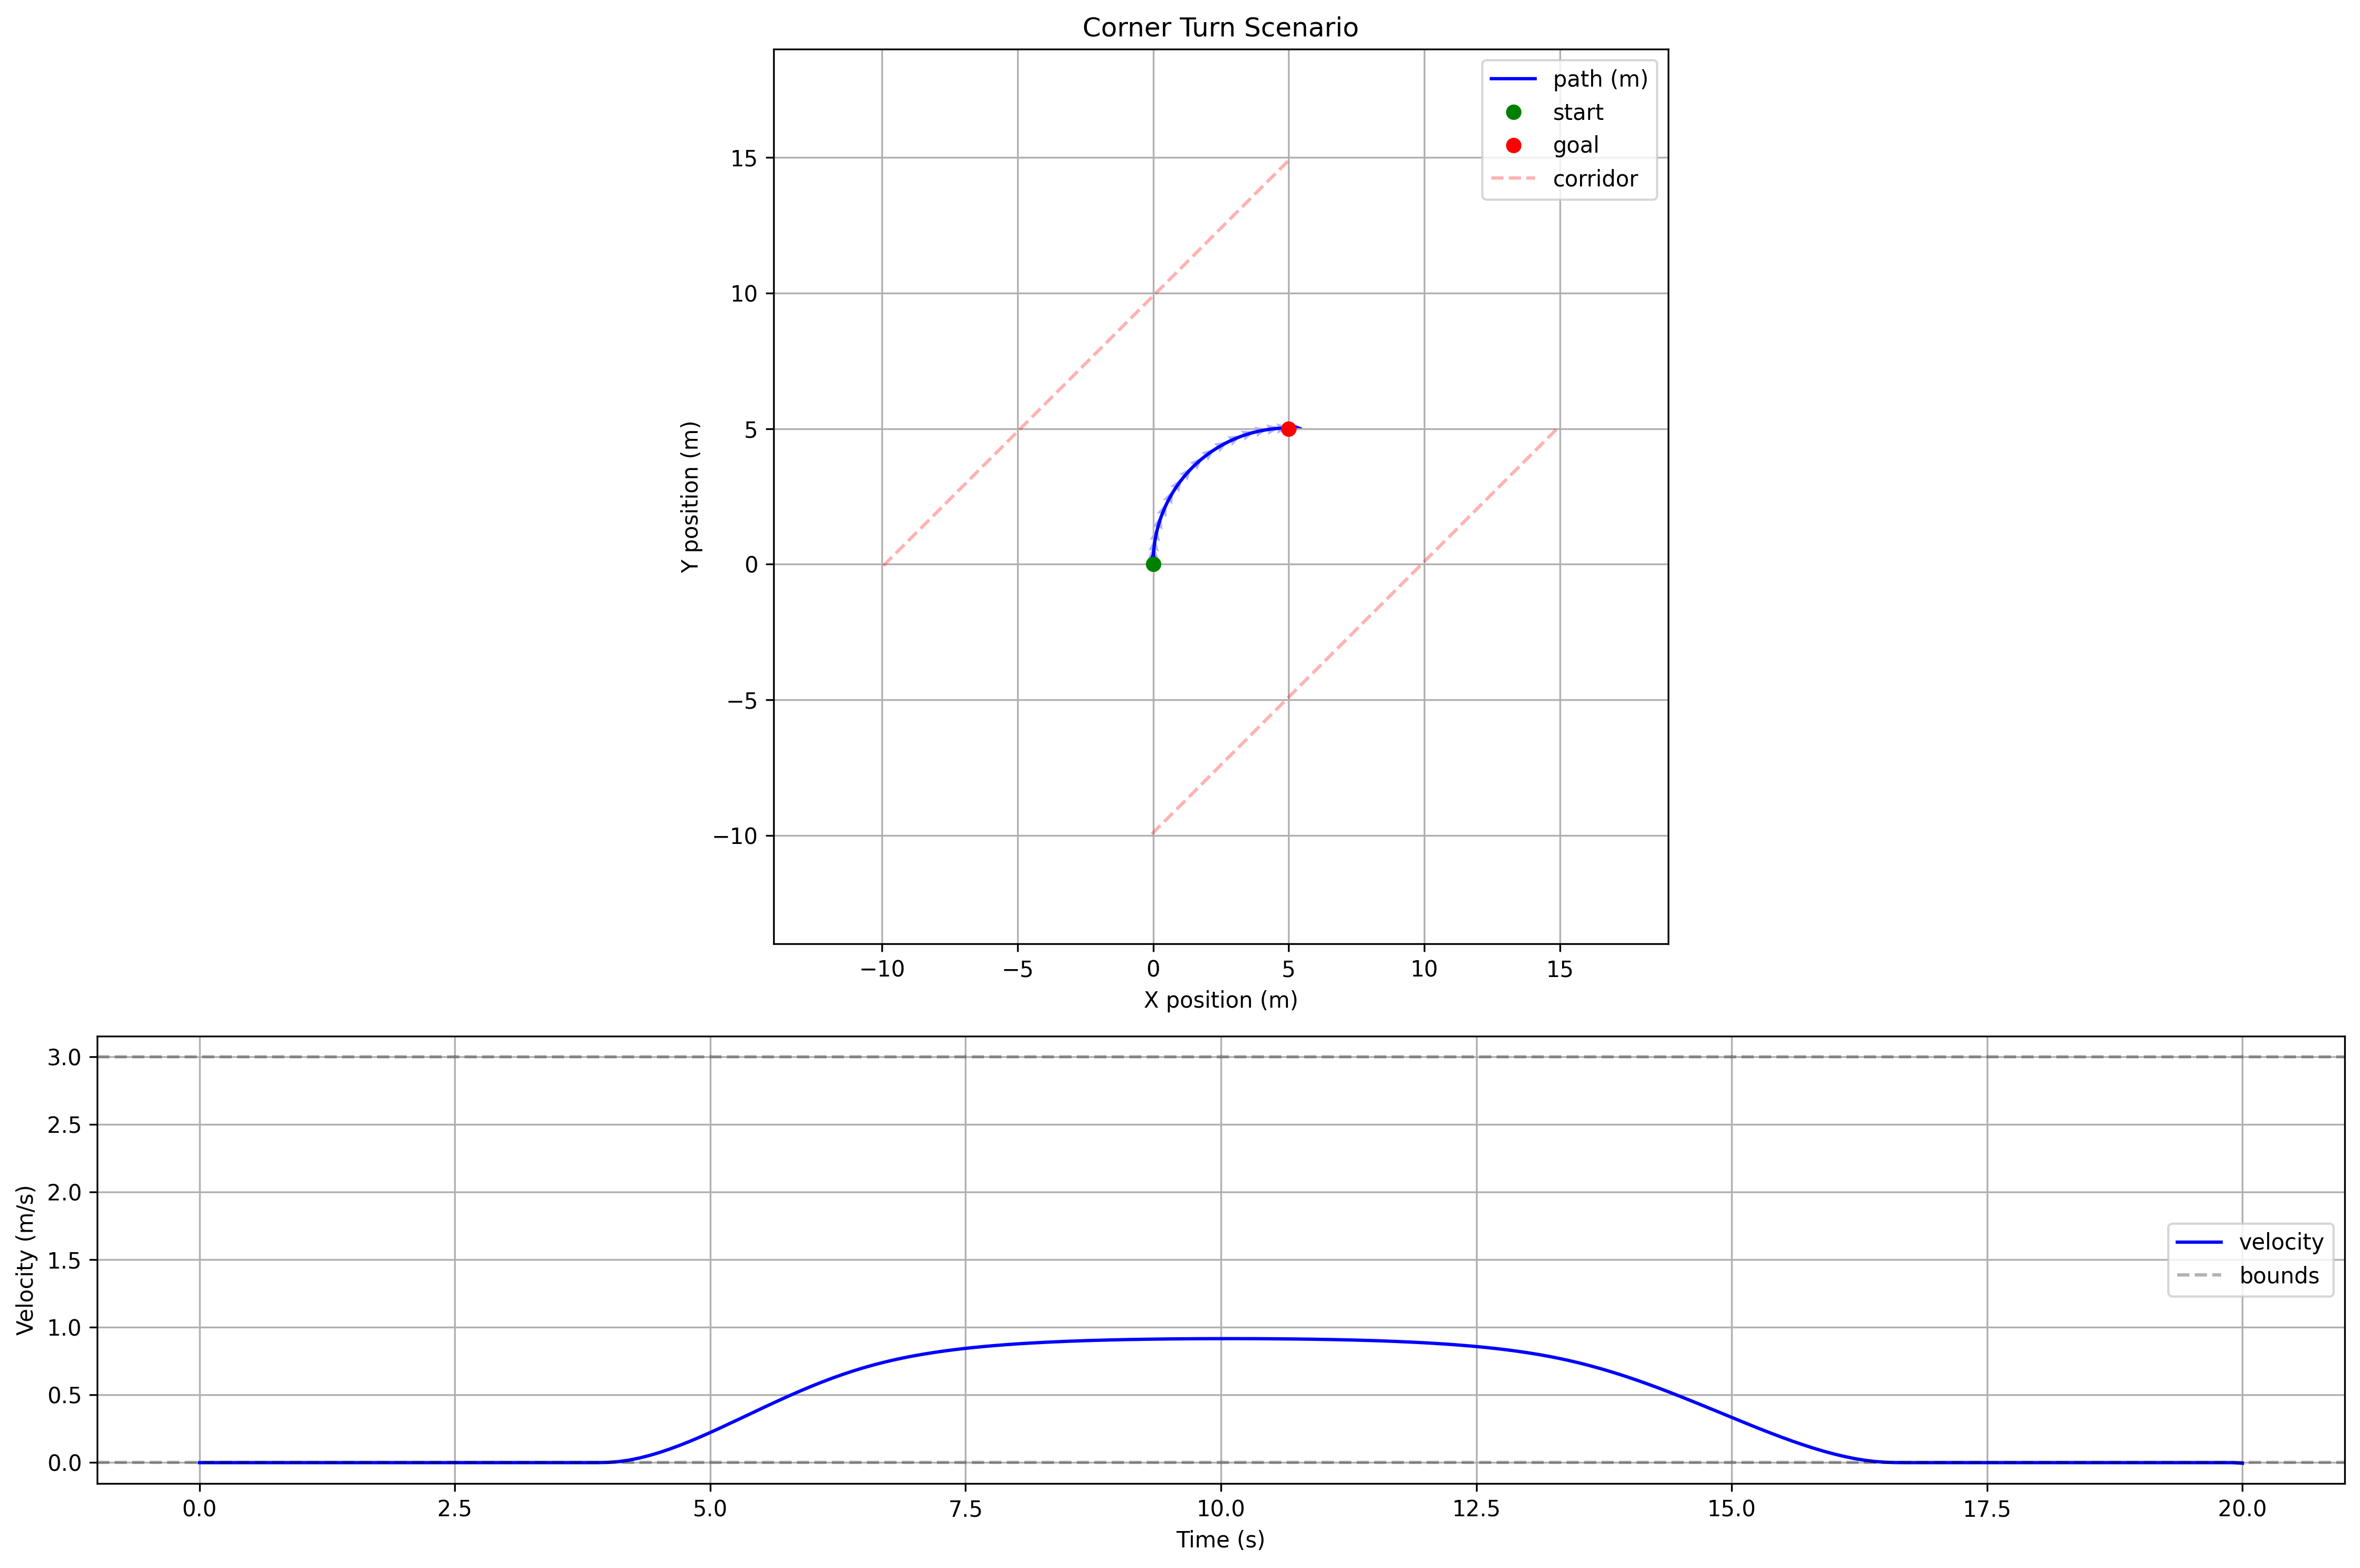 Corner Turn Scenario
path (m)
start
goal
corridor
15
10
5
0
−5
−10
Y position (m)
−10 −5 0 5 10 15
X position (m)
3.0
2.5
2.0
1.5
1.0
0.5
0.0
Velocity (m/s)
velocity
bounds
0.0 2.5 5.0 7.5 10.0 12.5 15.0 17.5 20.0
Time (s)